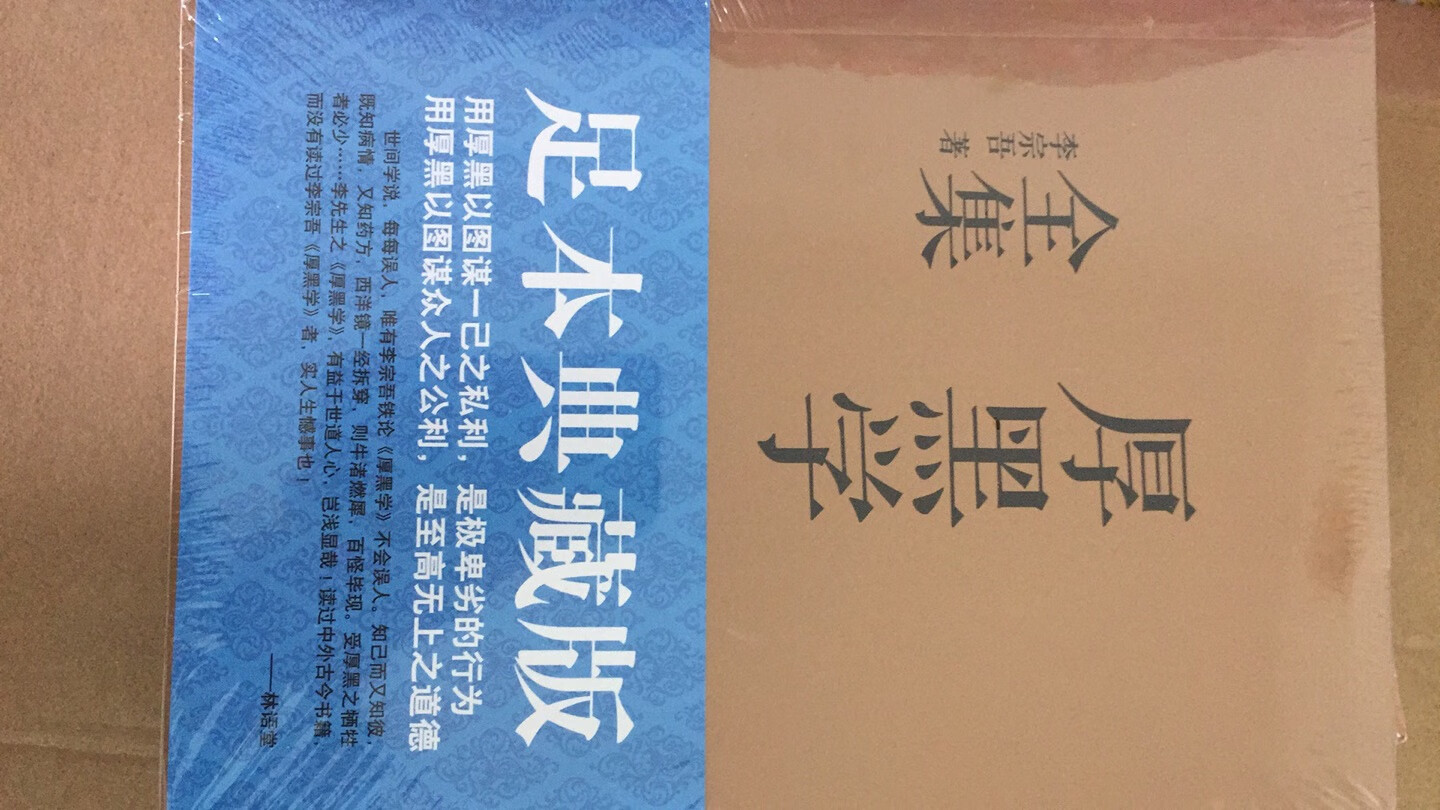 厚黑学
全集
李宗吾 著
足本典藏版
用厚黑以图谋一己之私利，是极卑劣的行为
用厚黑以图谋众人之公利，是至高无上之道德
世间学说，每每误人，唯有李宗吾铁论《厚黑学》不会误人。知己而又知彼，
既知病情，又知药方，西洋镜一经拆穿，则牛渚燃犀，百怪毕现。受厚黑之牺牲
者必少……李先生之《厚黑学》，有益于世道人心，岂浅显哉！读过中外古今书籍，
而没有读过李宗吾《厚黑学》者，实人生憾事也！
——林语堂